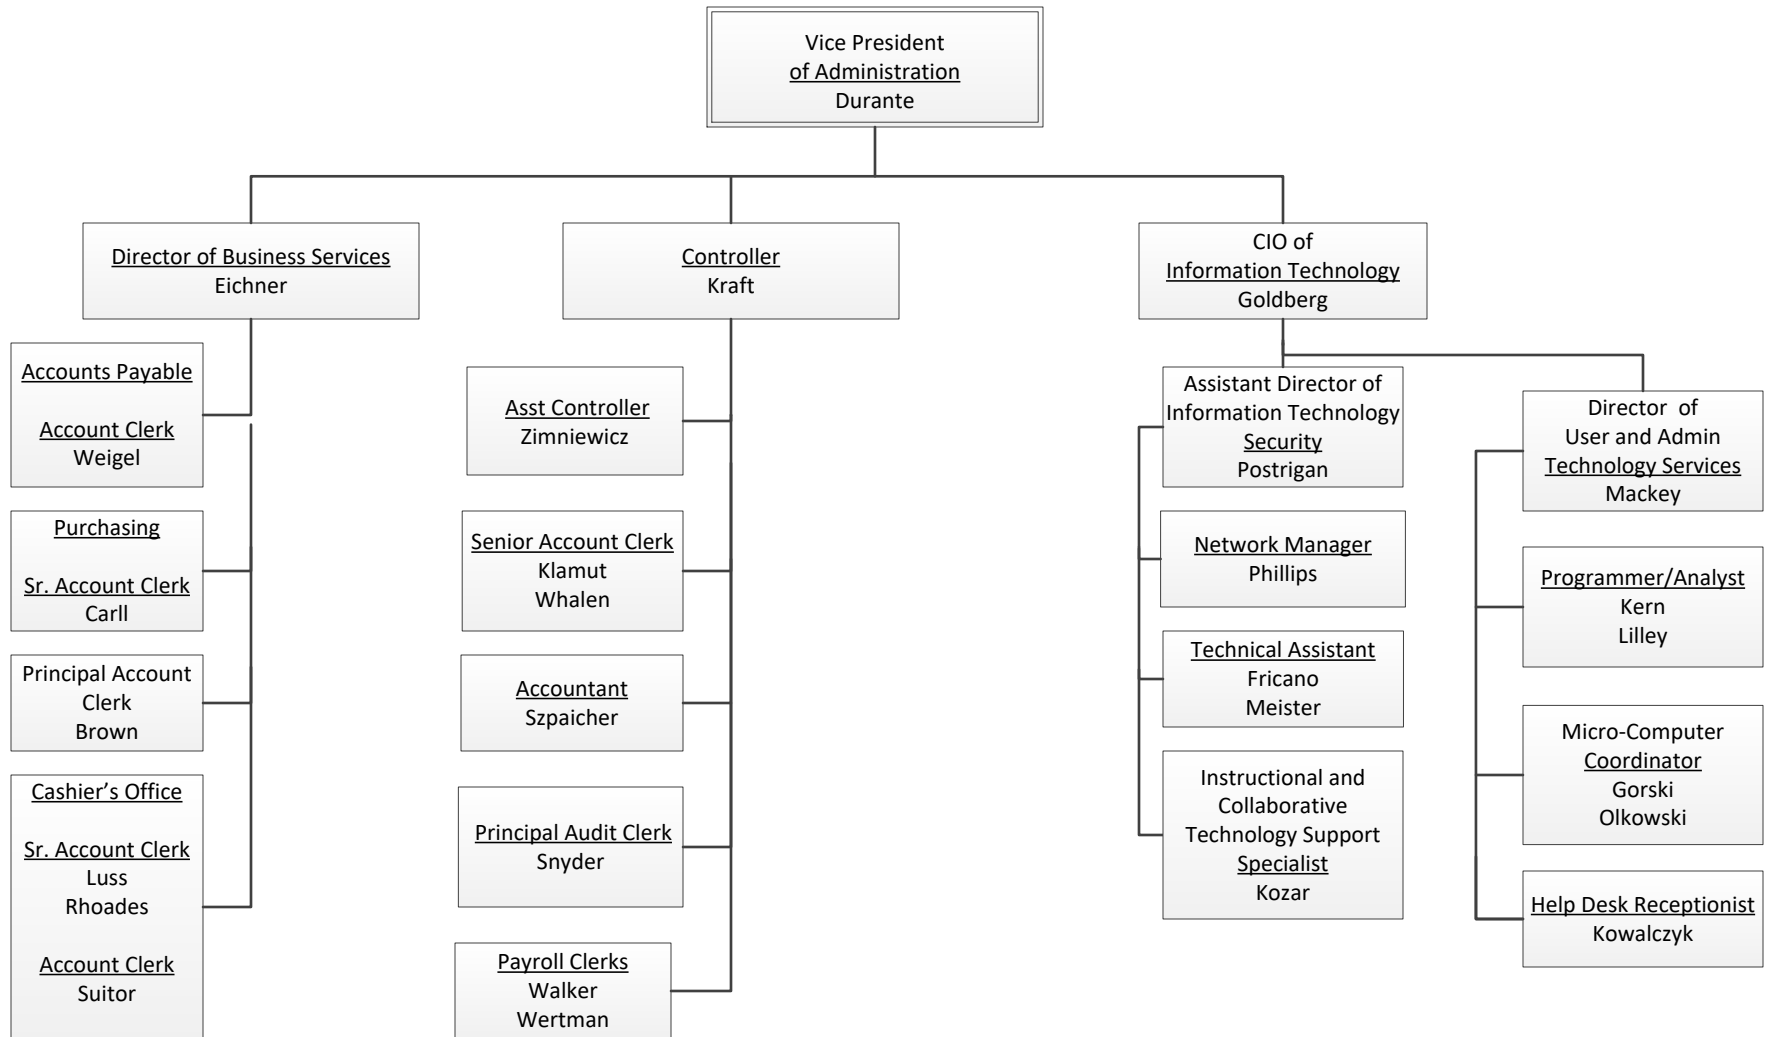 Vice President
of Administration
Durante
Director of Business Services
Eichner
Accounts Payable
Account Clerk
Weigel
Purchasing
Sr. Account Clerk
Carll
Principal Account
Clerk
Brown
Cashier’s Office
Sr. Account Clerk
Luss
Rhoades
Account Clerk
Suitor
Controller
Kraft
Asst Controller
Zimniewicz
Senior Account Clerk
Klamut
Whalen
Accountant
Szpaicher
Principal Audit Clerk
Snyder
Payroll Clerks
Walker
Wertman
CIO of
Information Technology
Goldberg
Assistant Director of
Information Technology
Security
Postrigan
Network Manager
Phillips
Technical Assistant
Fricano
Meister
Instructional and
Collaborative
Technology Support
Specialist
Kozar
Director of
User and Admin
Technology Services
Mackey
Programmer/Analyst
Kern
Lilley
Micro-Computer
Coordinator
Gorski
Olkowski
Help Desk Receptionist
Kowalczyk